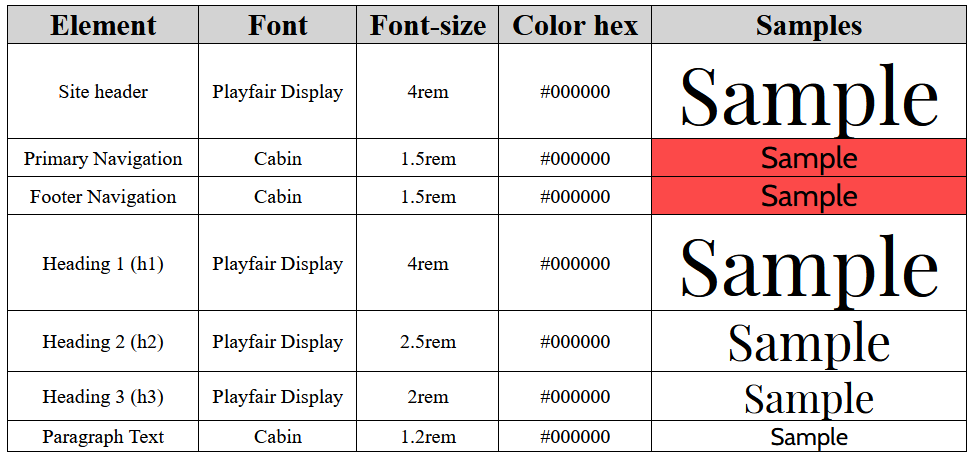 Element Font Font-size Color hex Samples
Site header Playfair Display 4rem #000000 Sample
Primary Navigation Cabin 1.5rem #000000 Sample
Footer Navigation Cabin 1.5rem #000000 Sample
Heading 1 (h1) Playfair Display 4rem #000000 Sample
Heading 2 (h2) Playfair Display 2.5rem #000000 Sample
Heading 3 (h3) Playfair Display 2rem #000000 Sample
Paragraph Text Cabin 1.2rem #000000 Sample